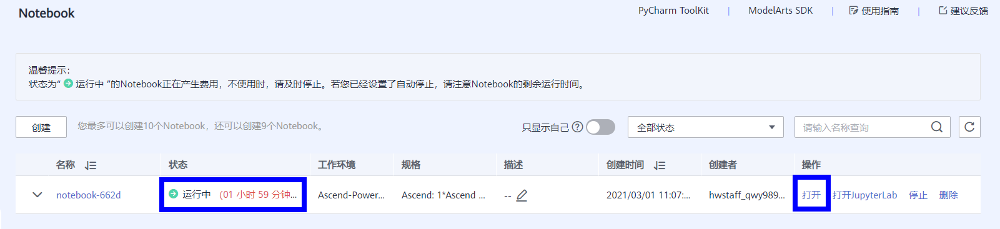 Notebook
PyCharm ToolKit | ModelArts SDK | 使用指南 | 建议反馈
温馨提示：
状态为“ 运行中 ”的Notebook正在产生费用，不使用时，请及时停止。若您已经设置了自动停止，请注意Notebook的剩余运行时间。
创建 您最多可以创建10个Notebook，还可以创建9个Notebook。 只显示自己 ? 全部状态 请输入名称查询
名称 状态 工作环境 规格 描述 创建时间 创建者 操作
notebook-662d 运行中 （01 小时 59 分钟... Ascend-Power... Ascend: 1*Ascend ... -- 2021/03/01 11:07:... hwstaff_qwy989... 打开 打开JupyterLab 停止 删除